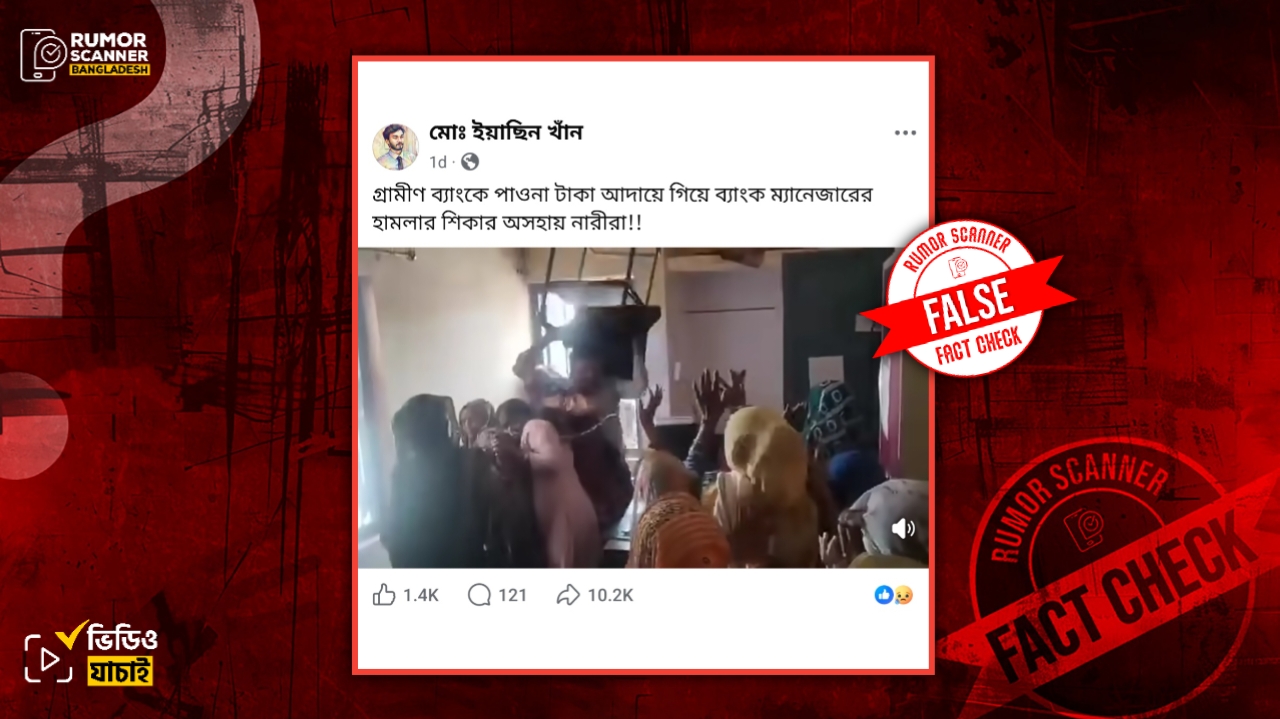 RUMOR
SCANNER
BANGLADESH
মোঃ ইয়াছিন খাঁন
1d
গ্রামীণ ব্যাংকে পাওনা টাকা আদায়ে গিয়ে ব্যাংক ম্যানেজারের
হামলার শিকার অসহায় নারীরা!!
RUMOR SCANNER
FALSE
FACT CHECK
1.4K 121 10.2K
RUMOR SCANNER
FACT CHECK
ভিডিও
যাচাই